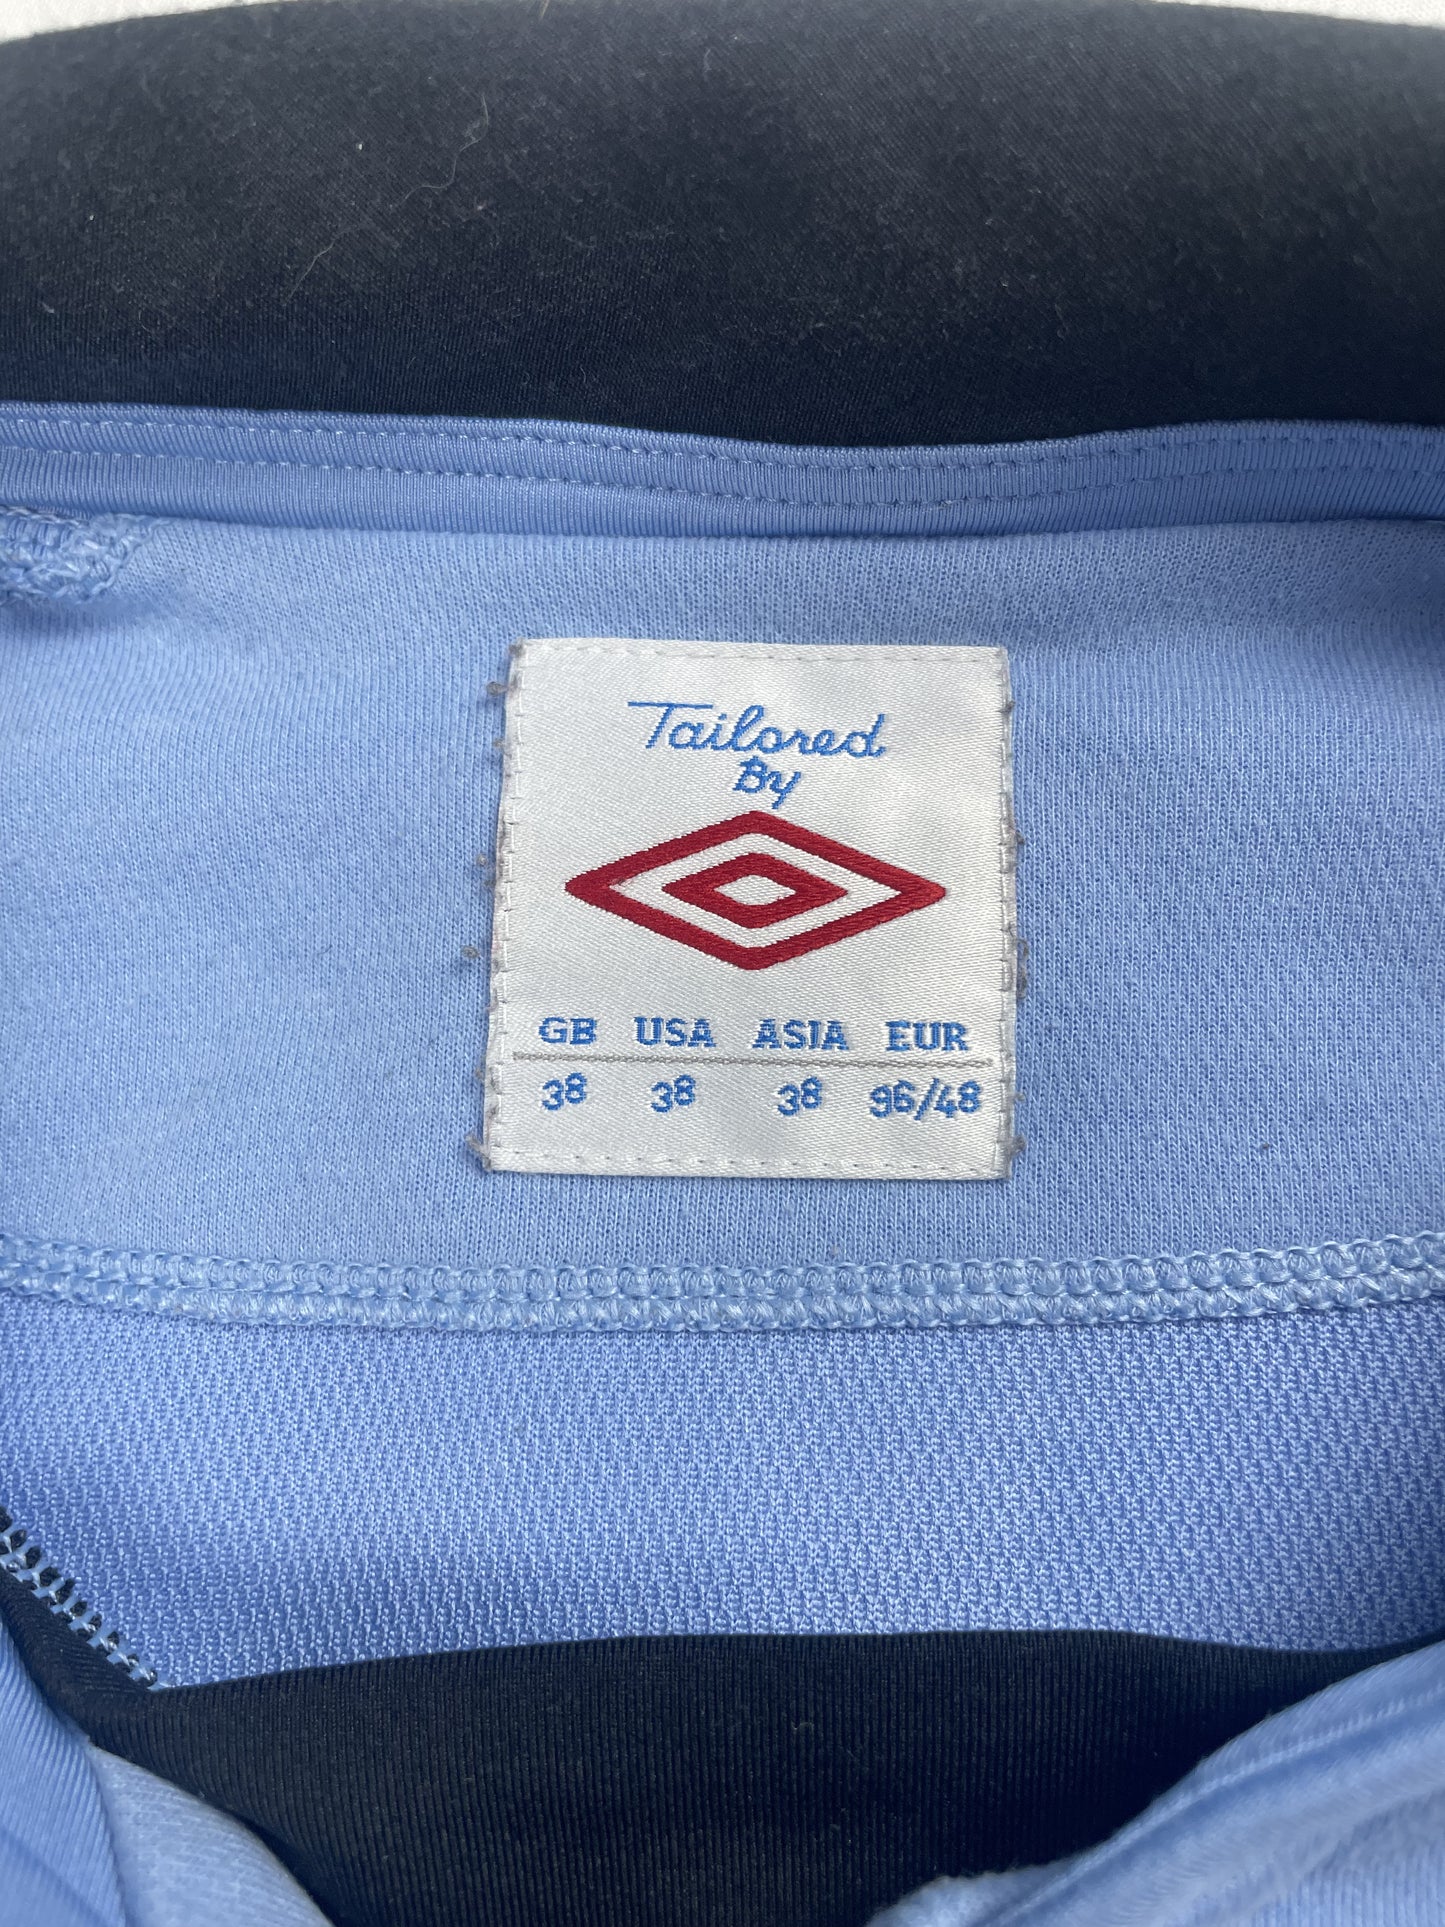 Tailored
By
GB USA ASIA EUR
38 38 38 96/48